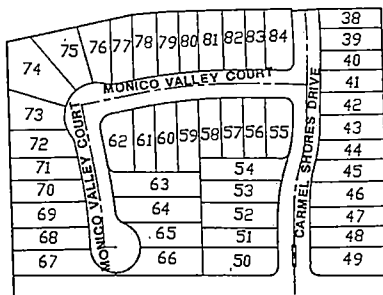 38
75 76 77 78 79 80 81 82 83 84 39
74 40
MONICO VALLEY COURT 41
73 42
72 62 61 60 59 58 57 56 55 43
44
71 54 45
70 63 53 46
69 64 52 47
68 65 51 48
67 66 50 49
MONICO VALLEY COURT
CARMEL SHORES DRIVE